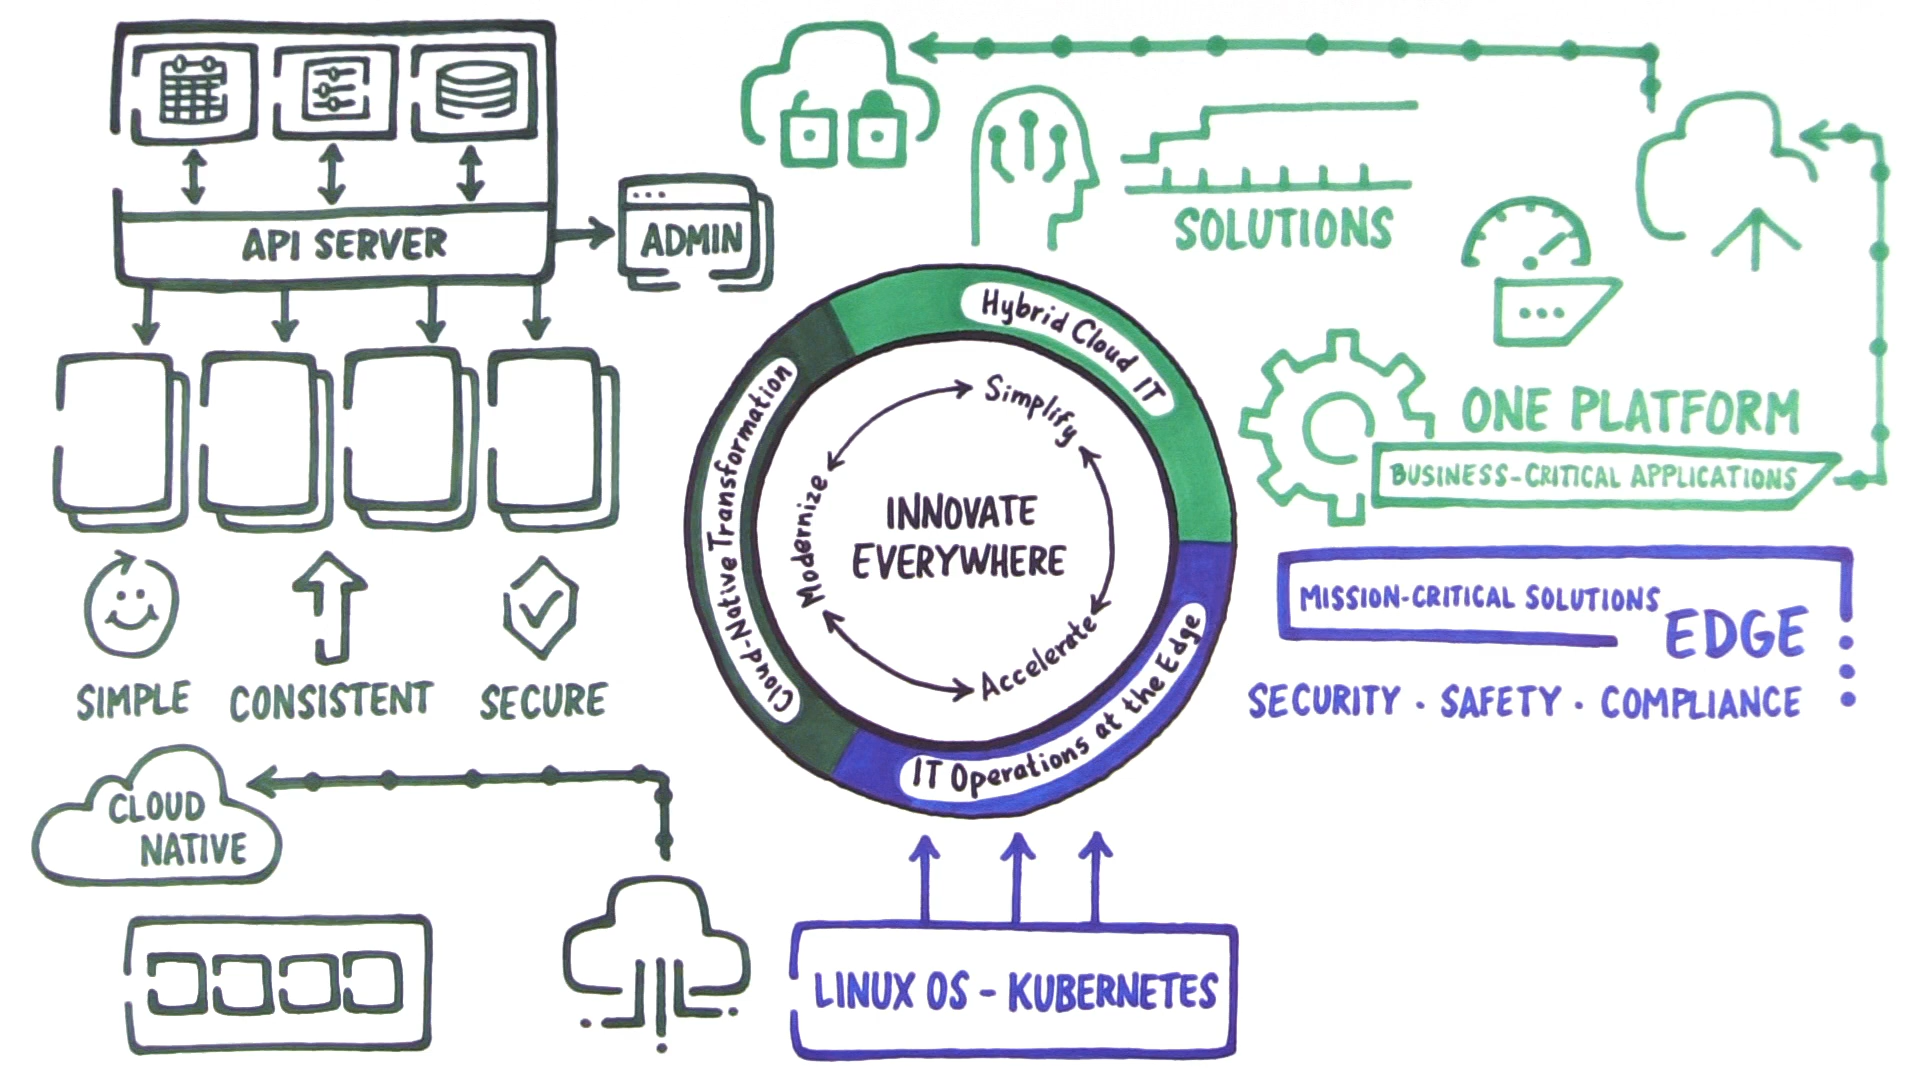 API SERVER
ADMIN
SIMPLE
CONSISTENT
SECURE
CLOUD
NATIVE
SOLUTIONS
ONE PLATFORM
BUSINESS-CRITICAL APPLICATIONS
Hybrid Cloud IT
Cloud-Native Transformation
IT Operations at the Edge
Simplify
Modernize
Accelerate
INNOVATE
EVERYWHERE
MISSION-CRITICAL SOLUTIONS
EDGE
SECURITY · SAFETY · COMPLIANCE
LINUX OS - KUBERNETES